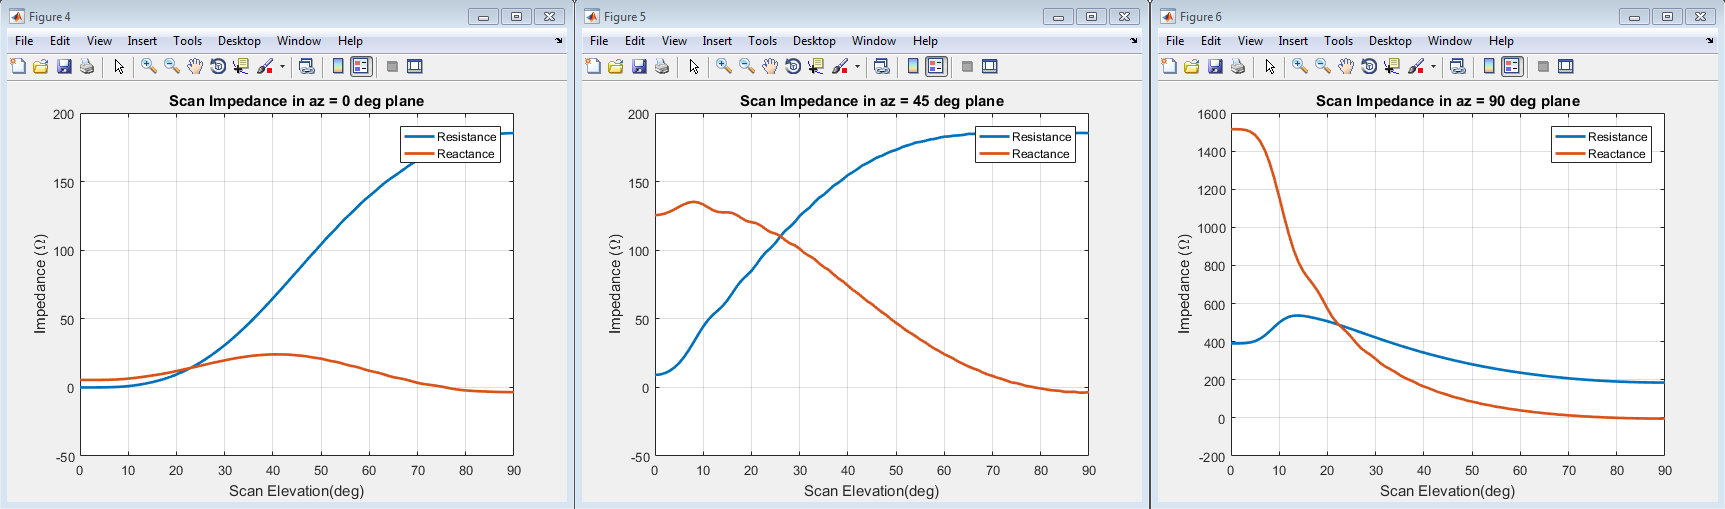 Figure 4
File Edit View Insert Tools Desktop Window Help
Scan Impedance in az = 0 deg plane
200
150
100
50
0
-50
Impedance (Ω)
Resistance
Reactance
0 10 20 30 40 50 60 70 80 90
Scan Elevation(deg)
Figure 5
File Edit View Insert Tools Desktop Window Help
Scan Impedance in az = 45 deg plane
200
150
100
50
0
-50
Impedance (Ω)
Resistance
Reactance
0 10 20 30 40 50 60 70 80 90
Scan Elevation(deg)
Figure 6
File Edit View Insert Tools Desktop Window Help
Scan Impedance in az = 90 deg plane
1600
1400
1200
1000
800
600
400
200
0
-200
Impedance (Ω)
Resistance
Reactance
0 10 20 30 40 50 60 70 80 90
Scan Elevation(deg)